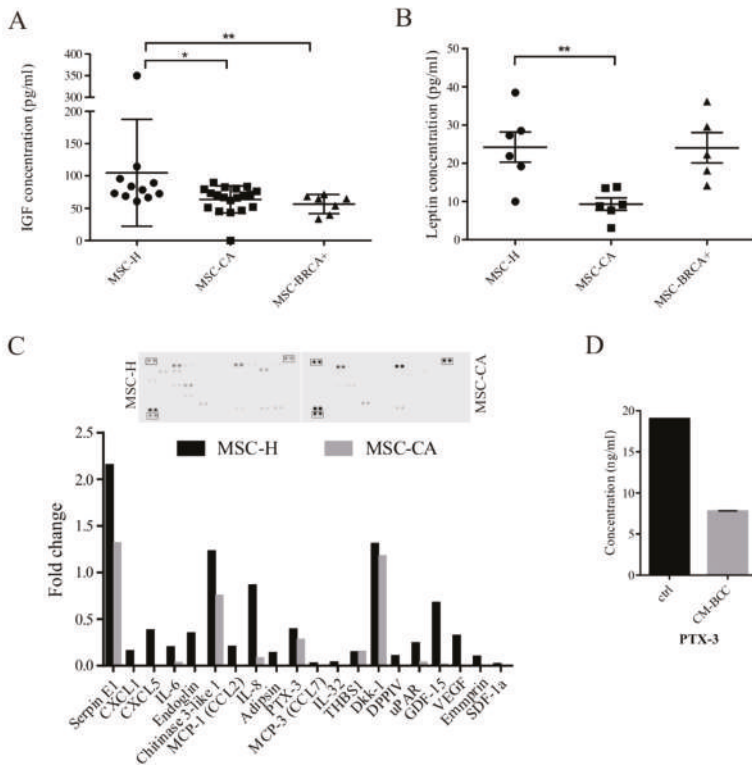 A
**
*
IGF concentration (pg/ml)
400
350
300
200
150
100
50
0
MSC-H
MSC-CA
MSC-BRCA+
B
**
Leptin concentration (pg/ml)
50
40
30
20
10
0
MSC-H
MSC-CA
MSC-BRCA+
C
MSC-H
MSC-CA
MSC-H
MSC-CA
Fold change
2.5
2.0
1.5
1.0
0.5
0.0
Serpin E1
CXCL1
CXCL5
IL-6
Endoglin
Chitinase 3-like 1
MCP-1 (CCL2)
IL-8
Adipsin
PTX-3
MCP-3 (CCL7)
IL-32
THBS1
Dkk-1
DPPIV
uPAR
GDF-15
VEGF
Emmprin
SDF-1a
D
Concentration (ng/ml)
20
15
10
5
0
ctrl
CM-BCC
PTX-3